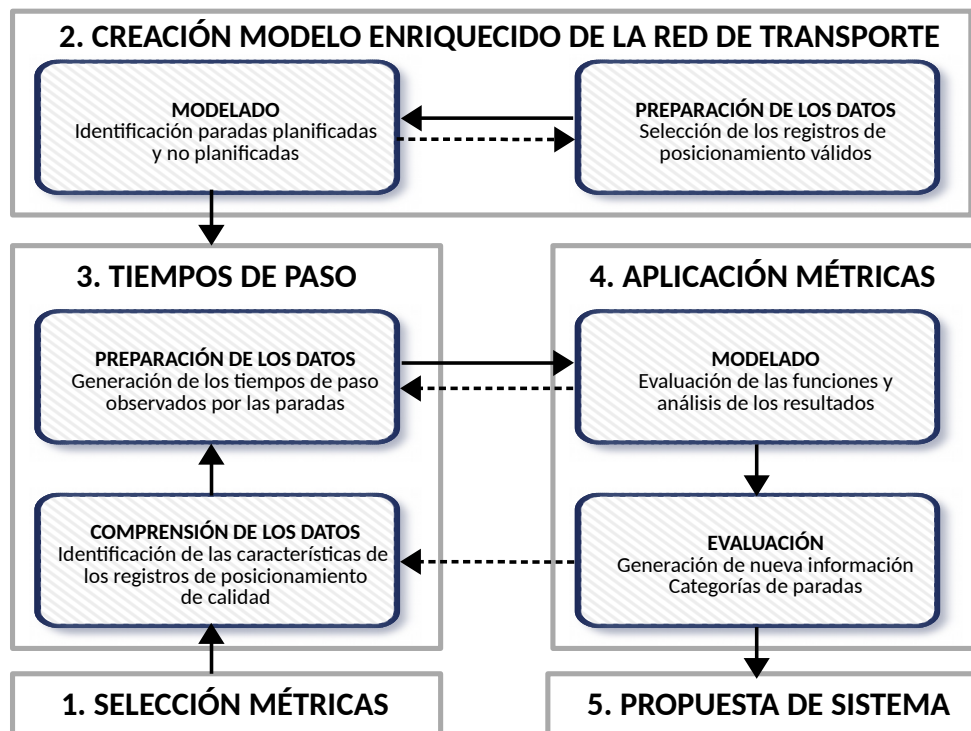 2. CREACIÓN MODELO ENRIQUECIDO DE LA RED DE TRANSPORTE
MODELADO
Identificación paradas planificadas
y no planificadas
PREPARACIÓN DE LOS DATOS
Selección de los registros de
posicionamiento válidos
3. TIEMPOS DE PASO
PREPARACIÓN DE LOS DATOS
Generación de los tiempos de paso
observados por las paradas
COMPRENSIÓN DE LOS DATOS
Identificación de las características de
los registros de posicionamiento
de calidad
4. APLICACIÓN MÉTRICAS
MODELADO
Evaluación de las funciones y
análisis de los resultados
EVALUACIÓN
Generación de nueva información
Categorías de paradas
1. SELECCIÓN MÉTRICAS
5. PROPUESTA DE SISTEMA